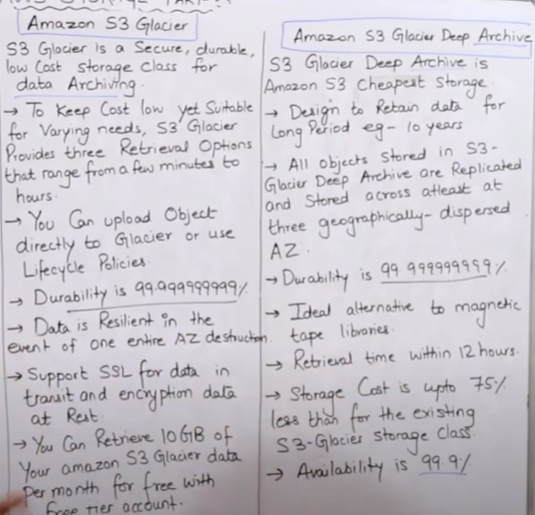 Amazon S3 Glacier
S3 Glacier is a Secure, durable,
low Cost storage class for
data Archiving.
→ To Keep Cost low yet Suitable
for Varying needs, S3 Glacier
Provides three Retrieval Options
that range from a few minutes to
hours.
→ You Can upload Object
directly to Glacier or use
Lifecycle Policies.
→ Durability is 99.999999999%
→ Data is Resilient in the
event of one entire AZ destruction.
→ Support SSL for data in
transit and encryption data
at Rest.
→ You Can Retrieve 10GB of
Your amazon S3 Glacier data
Per month for free with
free tier account.
Amazon S3 Glacier Deep Archive
S3 Glacier Deep Archive is
Amazon S3 Cheapest Storage.
→ Design to Retain data for
Long Period eg- 10 years
→ All objects Stored in S3-
Glacier Deep Archive are Replicated
and Stored across atleast at
three geographically- dispersed
AZ.
→ Durability is 99.999999999%
→ Ideal alternative to magnetic
tape libraries.
→ Retrieval time within 12 hours.
→ Storage Cost is upto 75%
less than for the existing
S3-Glacier storage Class.
→ Availability is 99.9%